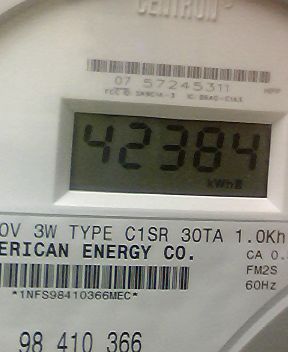 CENTRON
07 57245311
42384
kWh
0V 3W TYPE C1SR 30TA 1.0Kh
ERICAN ENERGY CO.
CA 0.
FM2S
*1NFS98410366MEC*
60Hz
98 410 366